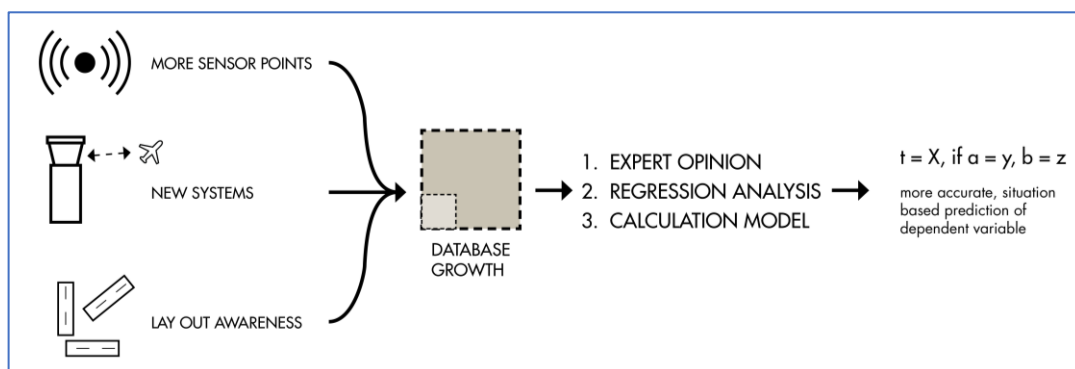 MORE SENSOR POINTS
NEW SYSTEMS
LAY OUT AWARENESS
DATABASE
GROWTH
1. EXPERT OPINION
2. REGRESSION ANALYSIS
3. CALCULATION MODEL
t = X, if a = y, b = z
more accurate, situation
based prediction of
dependent variable